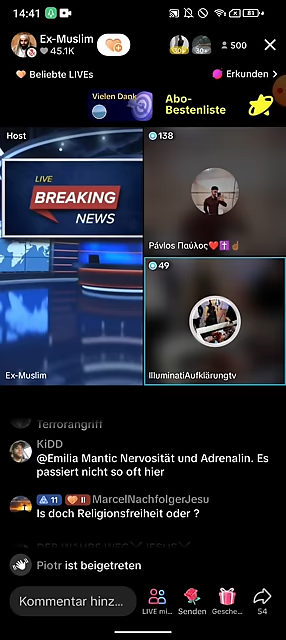 14:41
81%
Ex-Muslim
45.1K
500
Beliebte LIVEs
Erkunden >
Vielen Dank
Abo-
Bestenliste
Host
LIVE
BREAKING
NEWS
Ex-Muslim
138
Pávlos Παύλος❤️✝️☝🏾
49
IlluminatiAufklärungtv
Terrorangriff
KiDD
@Emilia Mantic Nervosität und Adrenalin. Es
passiert nicht so oft hier
11 II MarcelNachfolgerJesu
Is doch Religionsfreiheit oder ?
Piotr ist beigetreten
Kommentar hinz...
LIVE mi...
Senden
Gesche...
54